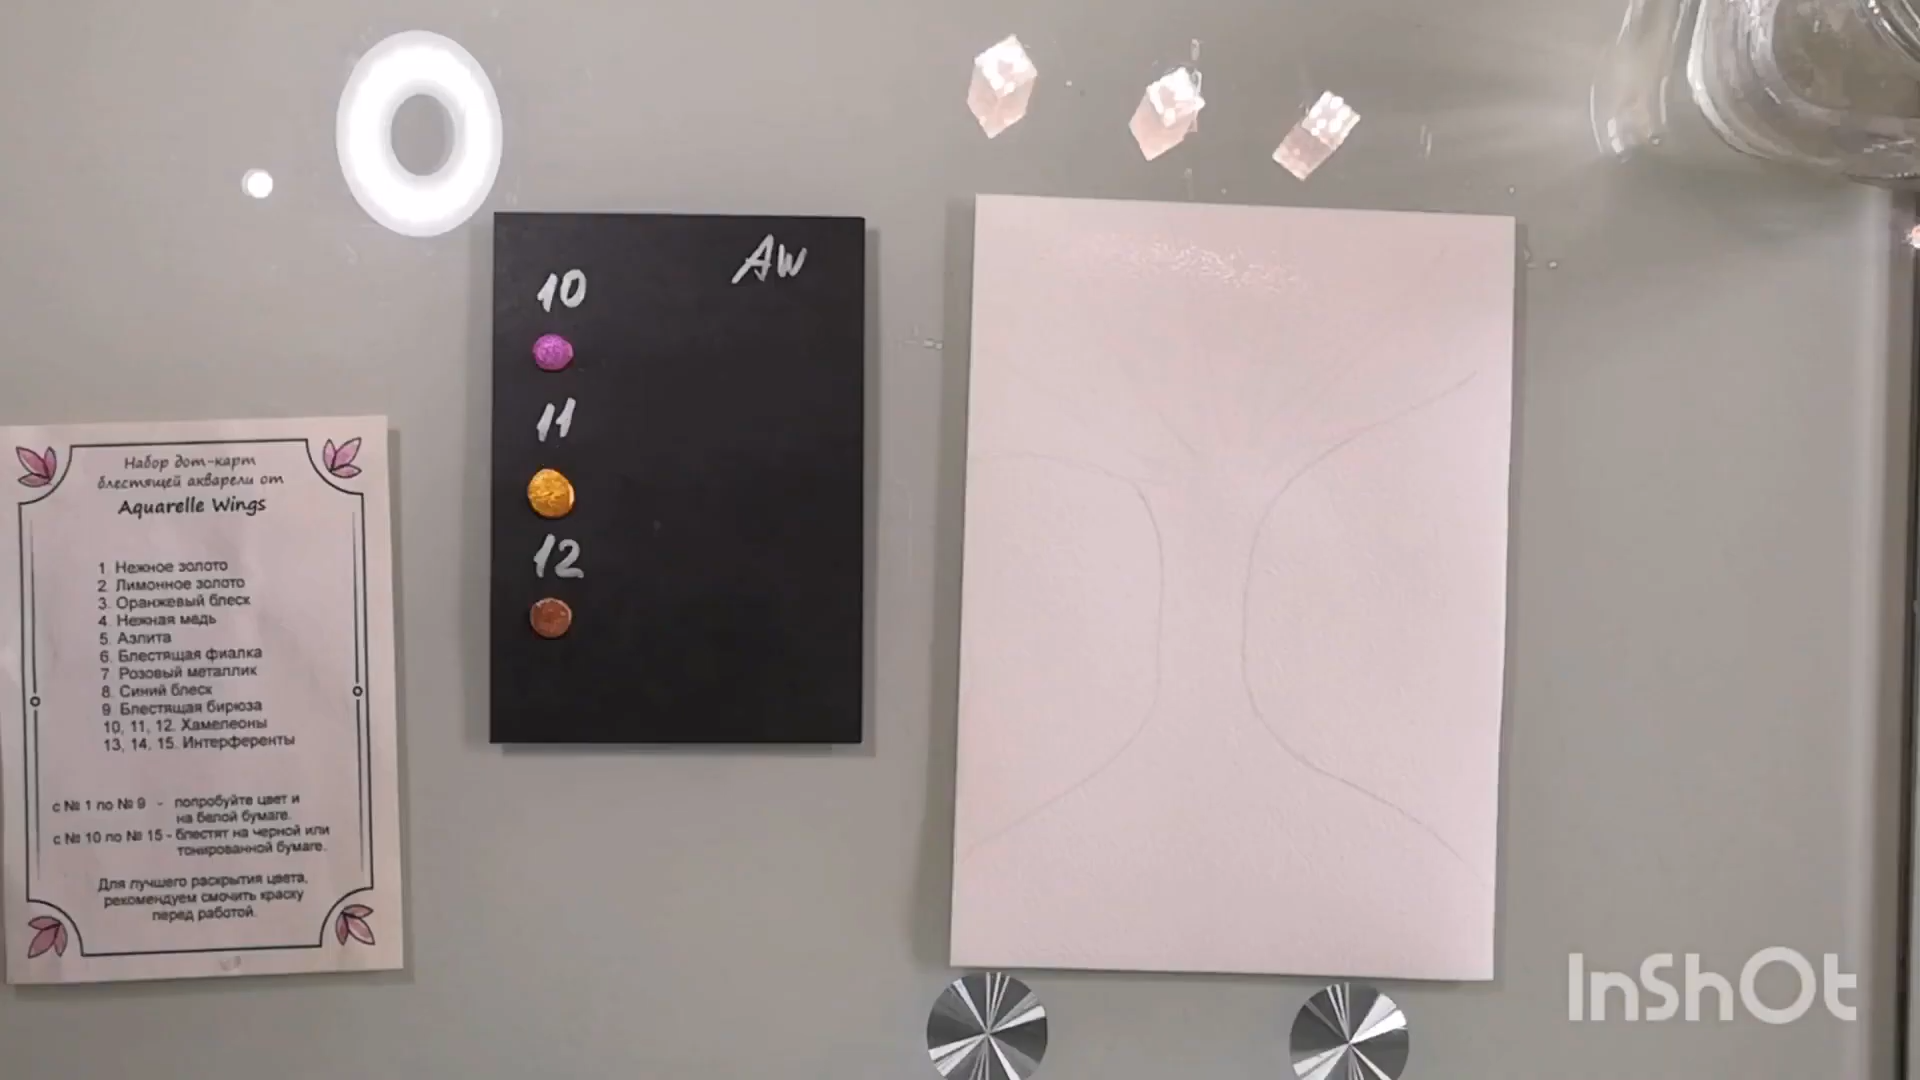 Набор дот-карт
блестящей акварели от
Aquarelle Wings
1. Нежное золото
2. Лимонное золото
3. Оранжевый блеск
4. Нежная медь
5. Аэлита
6. Блестящая фиалка
7. Розовый металлик
8. Синий блеск
9. Блестящая бирюза
10, 11, 12. Хамелеоны
13, 14, 15. Интерференты
с № 1 по № 9 - попробуйте цвет и
на белой бумаге.
с № 10 по № 15 - блестят на черной или
тонированной бумаге.
Для лучшего раскрытия цвета,
рекомендуем смочить краску
перед работой.
AW
10
11
12
InShOt